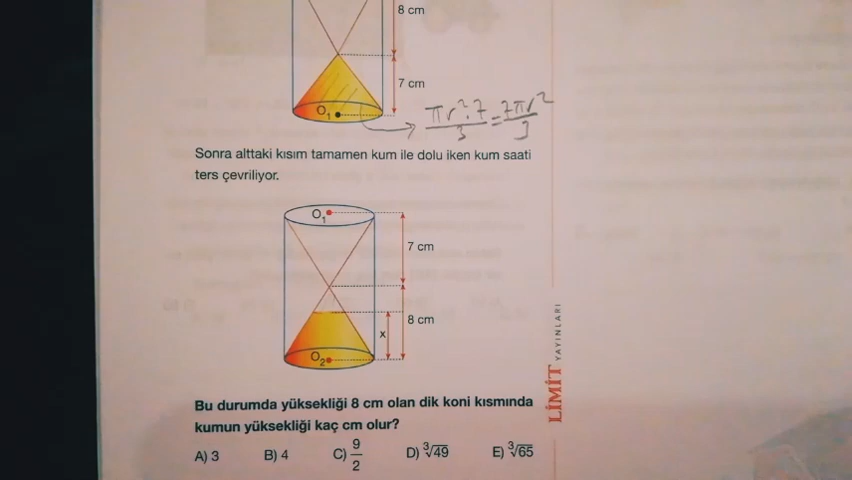 8 cm
7 cm
O₁
πr².7/3 = 7πr²/3
Sonra alttaki kısım tamamen kum ile dolu iken kum saati
ters çevriliyor.
O₁
7 cm
8 cm
x
O₂
LİMİT YAYINLARI
Bu durumda yüksekliği 8 cm olan dik koni kısmında
kumun yüksekliği kaç cm olur?
A) 3 B) 4 C) 9/2 D) ³√49 E) ³√65